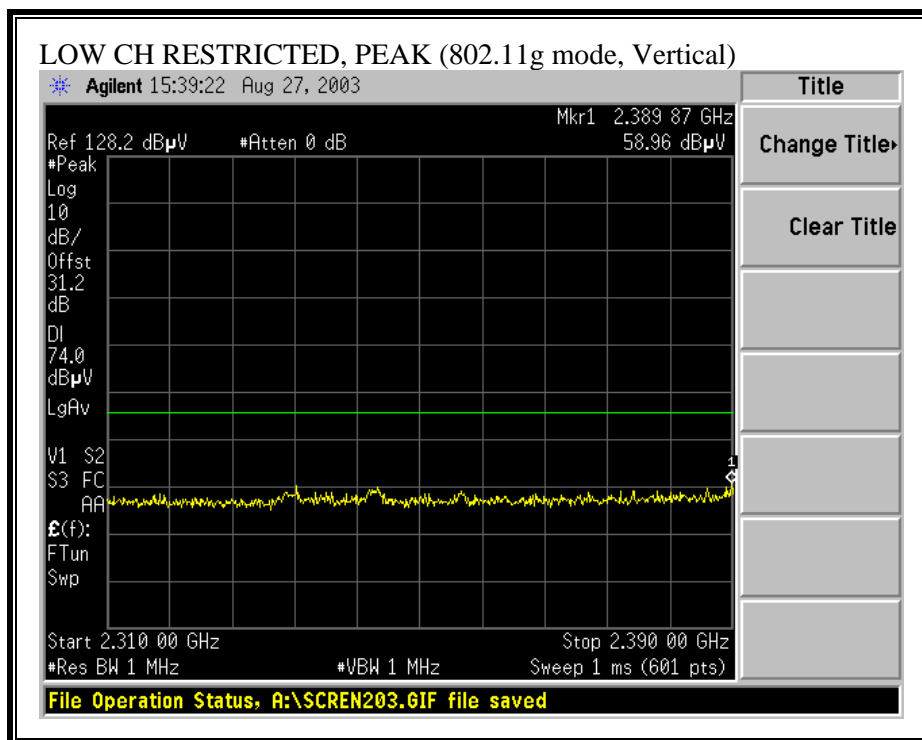 LOW CH RESTRICTED, PEAK (802.11g mode, Vertical)
Agilent 15:39:22 Aug 27, 2003
Title
Mkr1 2.389 87 GHz
Ref 128.2 dBµV #Atten 0 dB 58.96 dBµV
Change Title
#Peak
Log
10
dB/
Offst
31.2
dB
DI
74.0
dBµV
LgAv
Clear Title
1
V1 S2
S3 FC
AA
£(f):
FTun
Swp
Start 2.310 00 GHz Stop 2.390 00 GHz
#Res BW 1 MHz #VBW 1 MHz Sweep 1 ms (601 pts)
File Operation Status, A:\SCREN203.GIF file saved